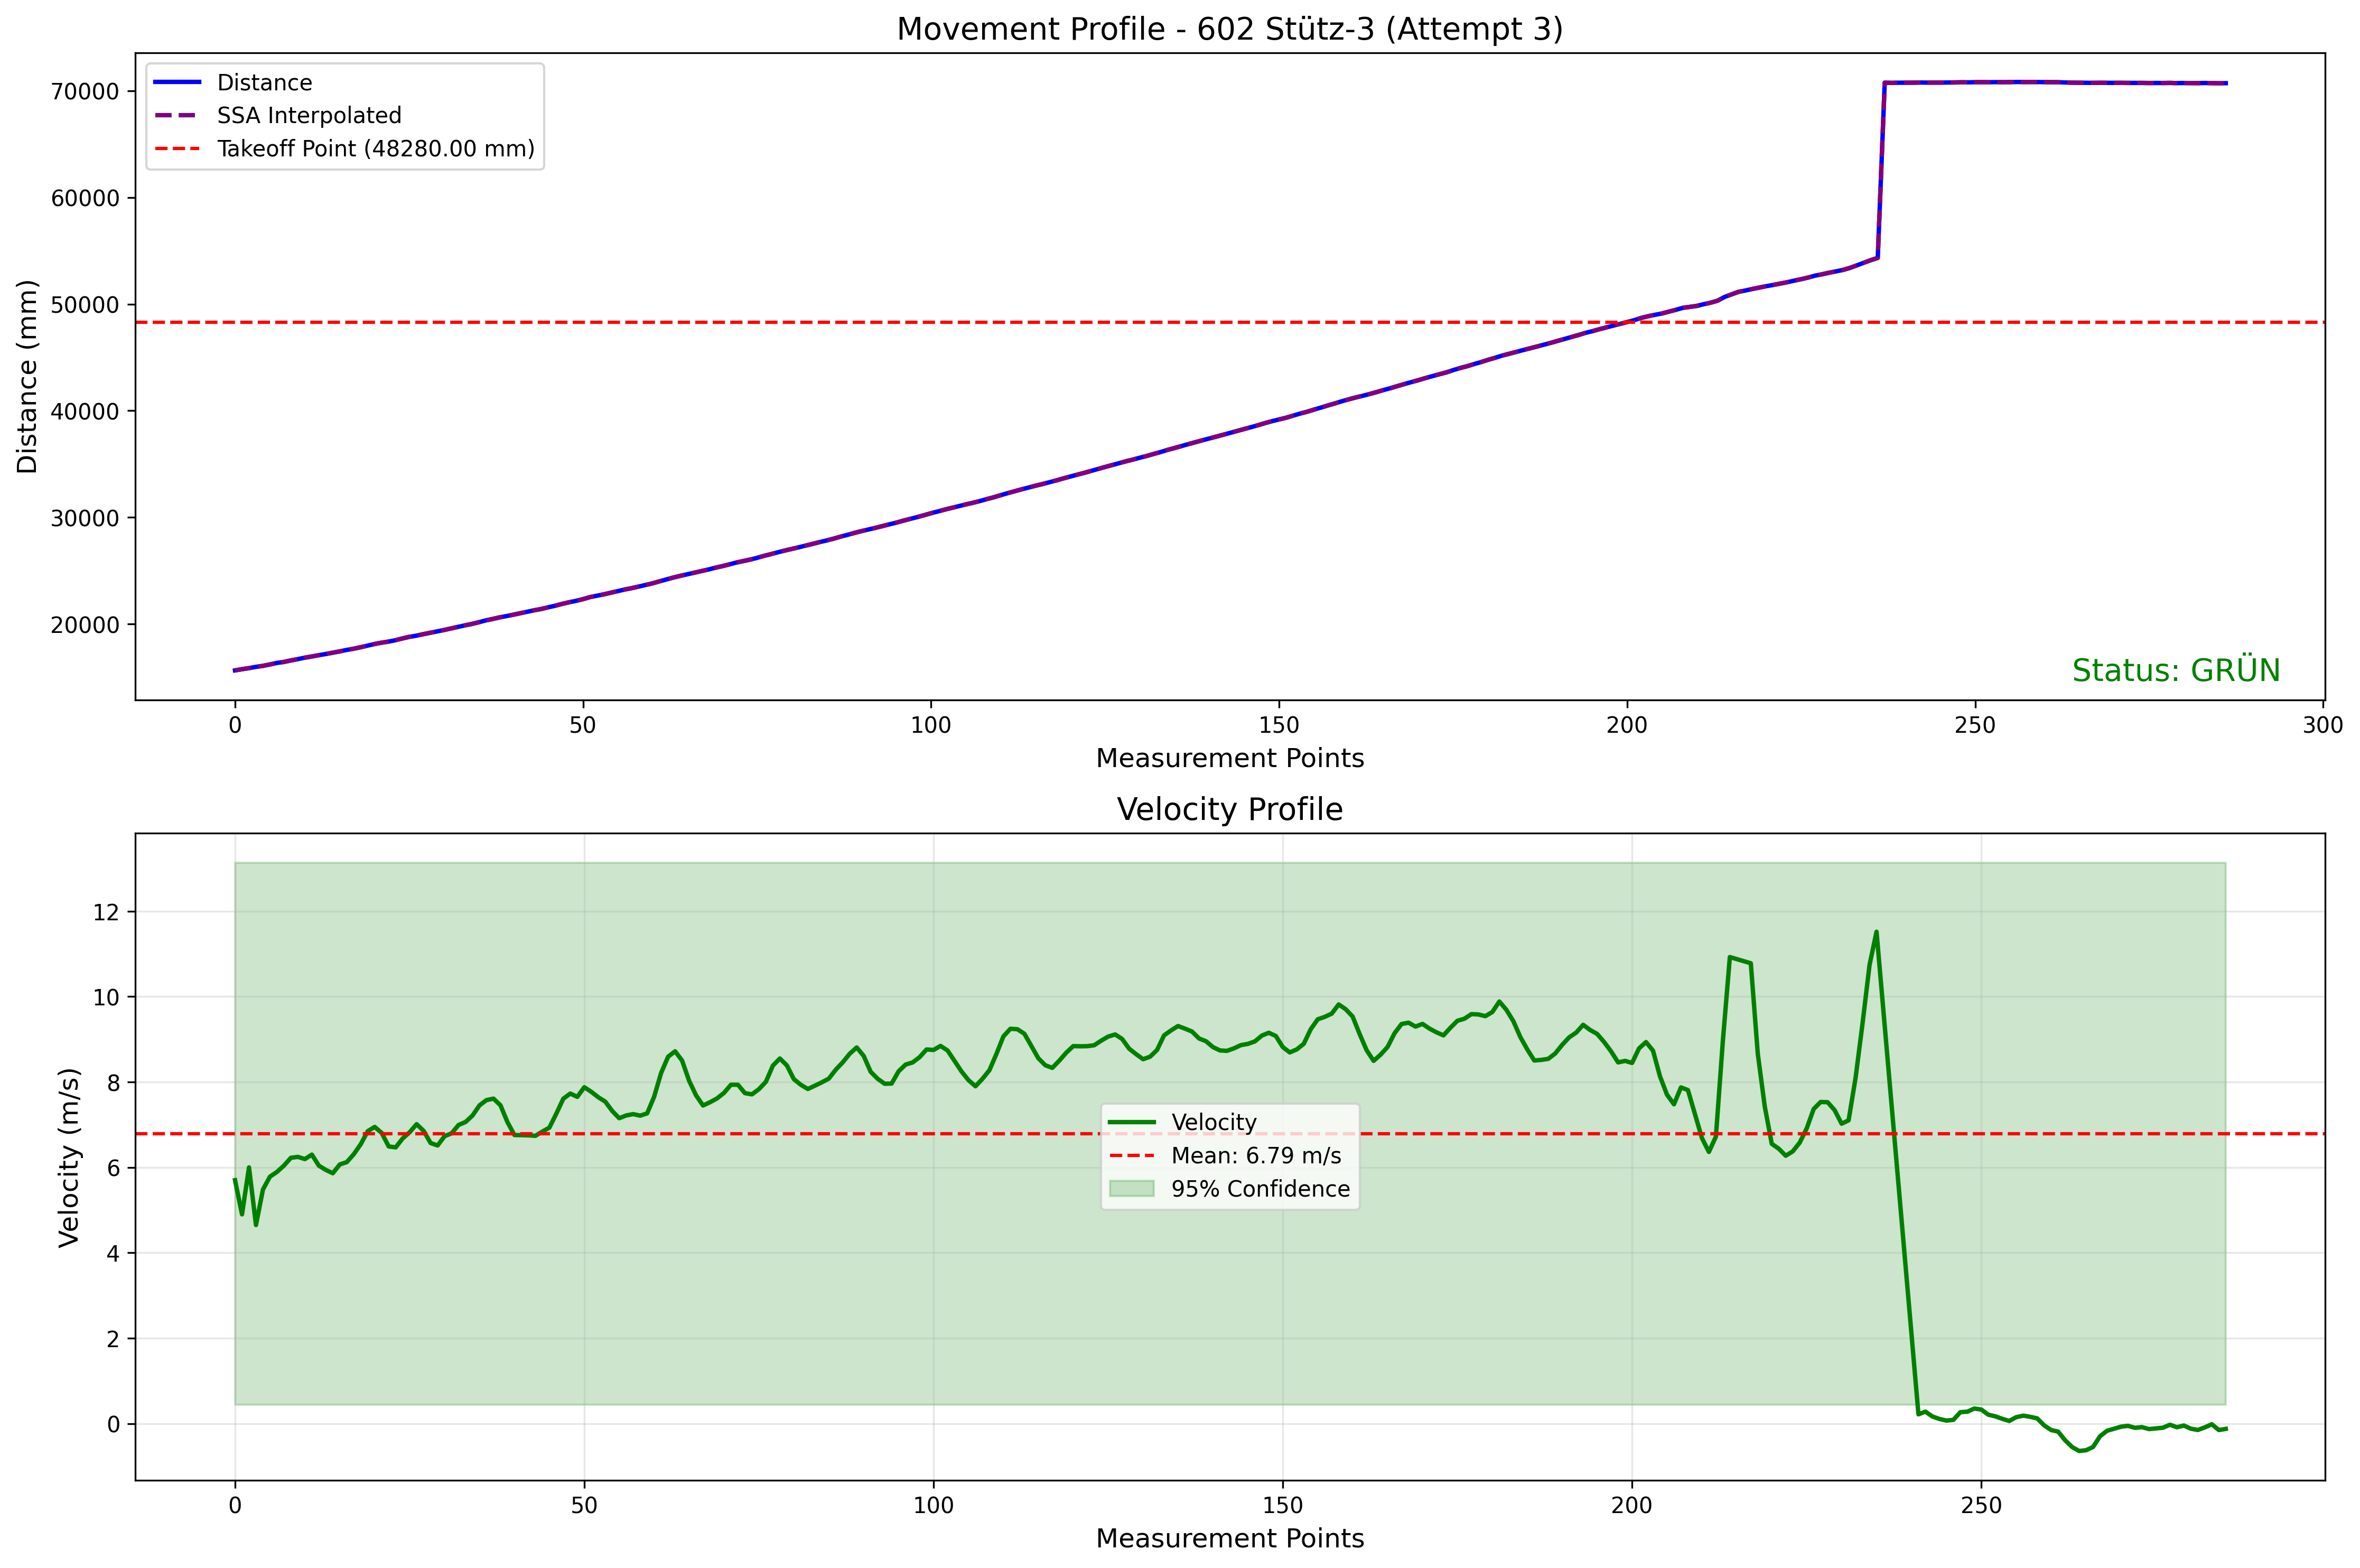 Movement Profile - 602 Stütz-3 (Attempt 3)
Distance
SSA Interpolated
Takeoff Point (48280.00 mm)
70000
60000
50000
40000
30000
20000
Distance (mm)
Status: GRÜN
0 50 100 150 200 250 300
Measurement Points
Velocity Profile
12
10
8
6
4
2
0
Velocity (m/s)
Velocity
Mean: 6.79 m/s
95% Confidence
0 50 100 150 200 250
Measurement Points